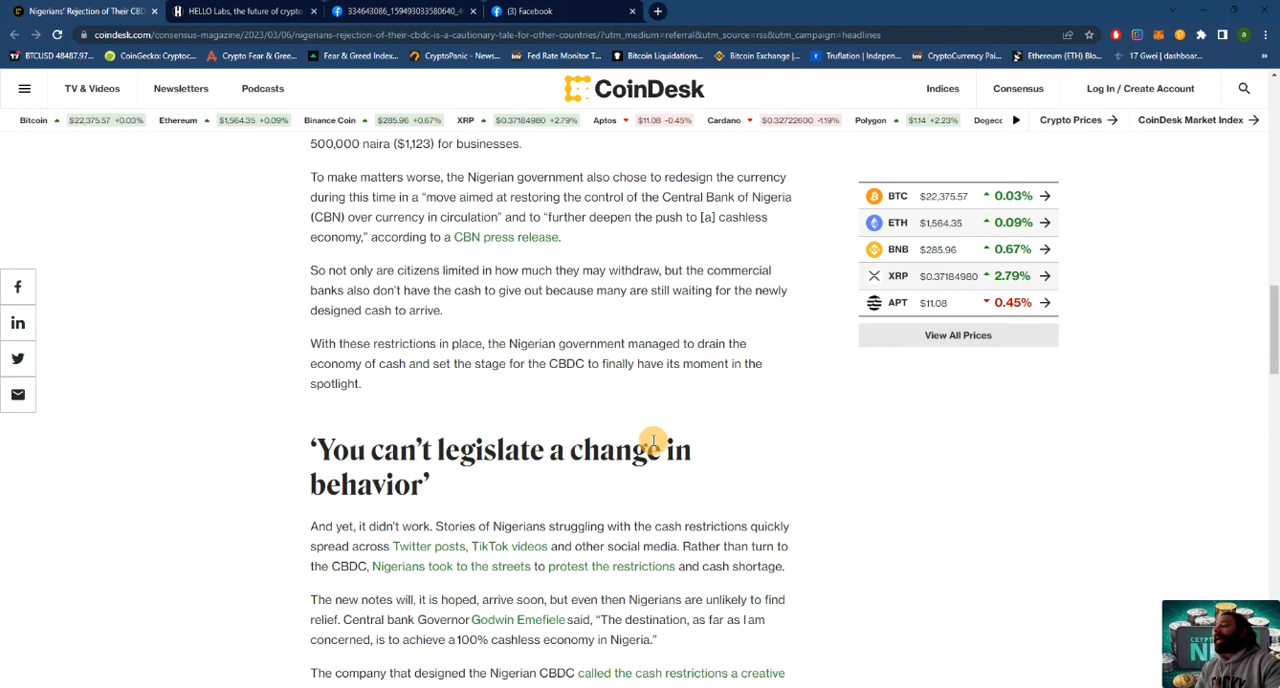 Nigerians' Rejection of Their CBD
HELLO Labs, the future of crypto
334643086_159493033580640_4
(3) Facebook
coindesk.com/consensus-magazine/2023/03/06/nigerians-rejection-of-their-cbdc-is-a-cautionary-tale-for-other-countries/?utm_medium=referral&utm_source=rss&utm_campaign=headlines
BTCUSD 48487.97...
CoinGecko: Cryptoc...
Crypto Fear & Gree...
Fear & Greed Index...
CryptoPanic - News...
Fed Rate Monitor T...
Bitcoin Liquidations...
Bitcoin Exchange |...
Truflation | Indepen...
CryptoCurrency Pai...
Ethereum (ETH) Blo...
17 Gwei | dashboar...
TV & Videos
Newsletters
Podcasts
CoinDesk
Indices
Consensus
Log In / Create Account
Bitcoin $22,375.57 +0.03%
Ethereum $1,564.35 +0.09%
Binance Coin $285.96 +0.67%
XRP $0.37184980 +2.79%
Aptos $11.08 -0.45%
Cardano $0.32722600 -1.19%
Polygon $1.14 +2.23%
Dogecc
Crypto Prices
CoinDesk Market Index
500,000 naira ($1,123) for businesses.
To make matters worse, the Nigerian government also chose to redesign the currency
during this time in a “move aimed at restoring the control of the Central Bank of Nigeria
(CBN) over currency in circulation” and to “further deepen the push to [a] cashless
economy,” according to a CBN press release.
So not only are citizens limited in how much they may withdraw, but the commercial
banks also don’t have the cash to give out because many are still waiting for the newly
designed cash to arrive.
With these restrictions in place, the Nigerian government managed to drain the
economy of cash and set the stage for the CBDC to finally have its moment in the
spotlight.
‘You can’t legislate a change in
behavior’
And yet, it didn’t work. Stories of Nigerians struggling with the cash restrictions quickly
spread across Twitter posts, TikTok videos and other social media. Rather than turn to
the CBDC, Nigerians took to the streets to protest the restrictions and cash shortage.
The new notes will, it is hoped, arrive soon, but even then Nigerians are unlikely to find
relief. Central bank Governor Godwin Emefiele said, “The destination, as far as I am
concerned, is to achieve a 100% cashless economy in Nigeria.”
The company that designed the Nigerian CBDC called the cash restrictions a creative
BTC $22,375.57 0.03%
ETH $1,564.35 0.09%
BNB $285.96 0.67%
XRP $0.37184980 2.79%
APT $11.08 0.45%
View All Prices